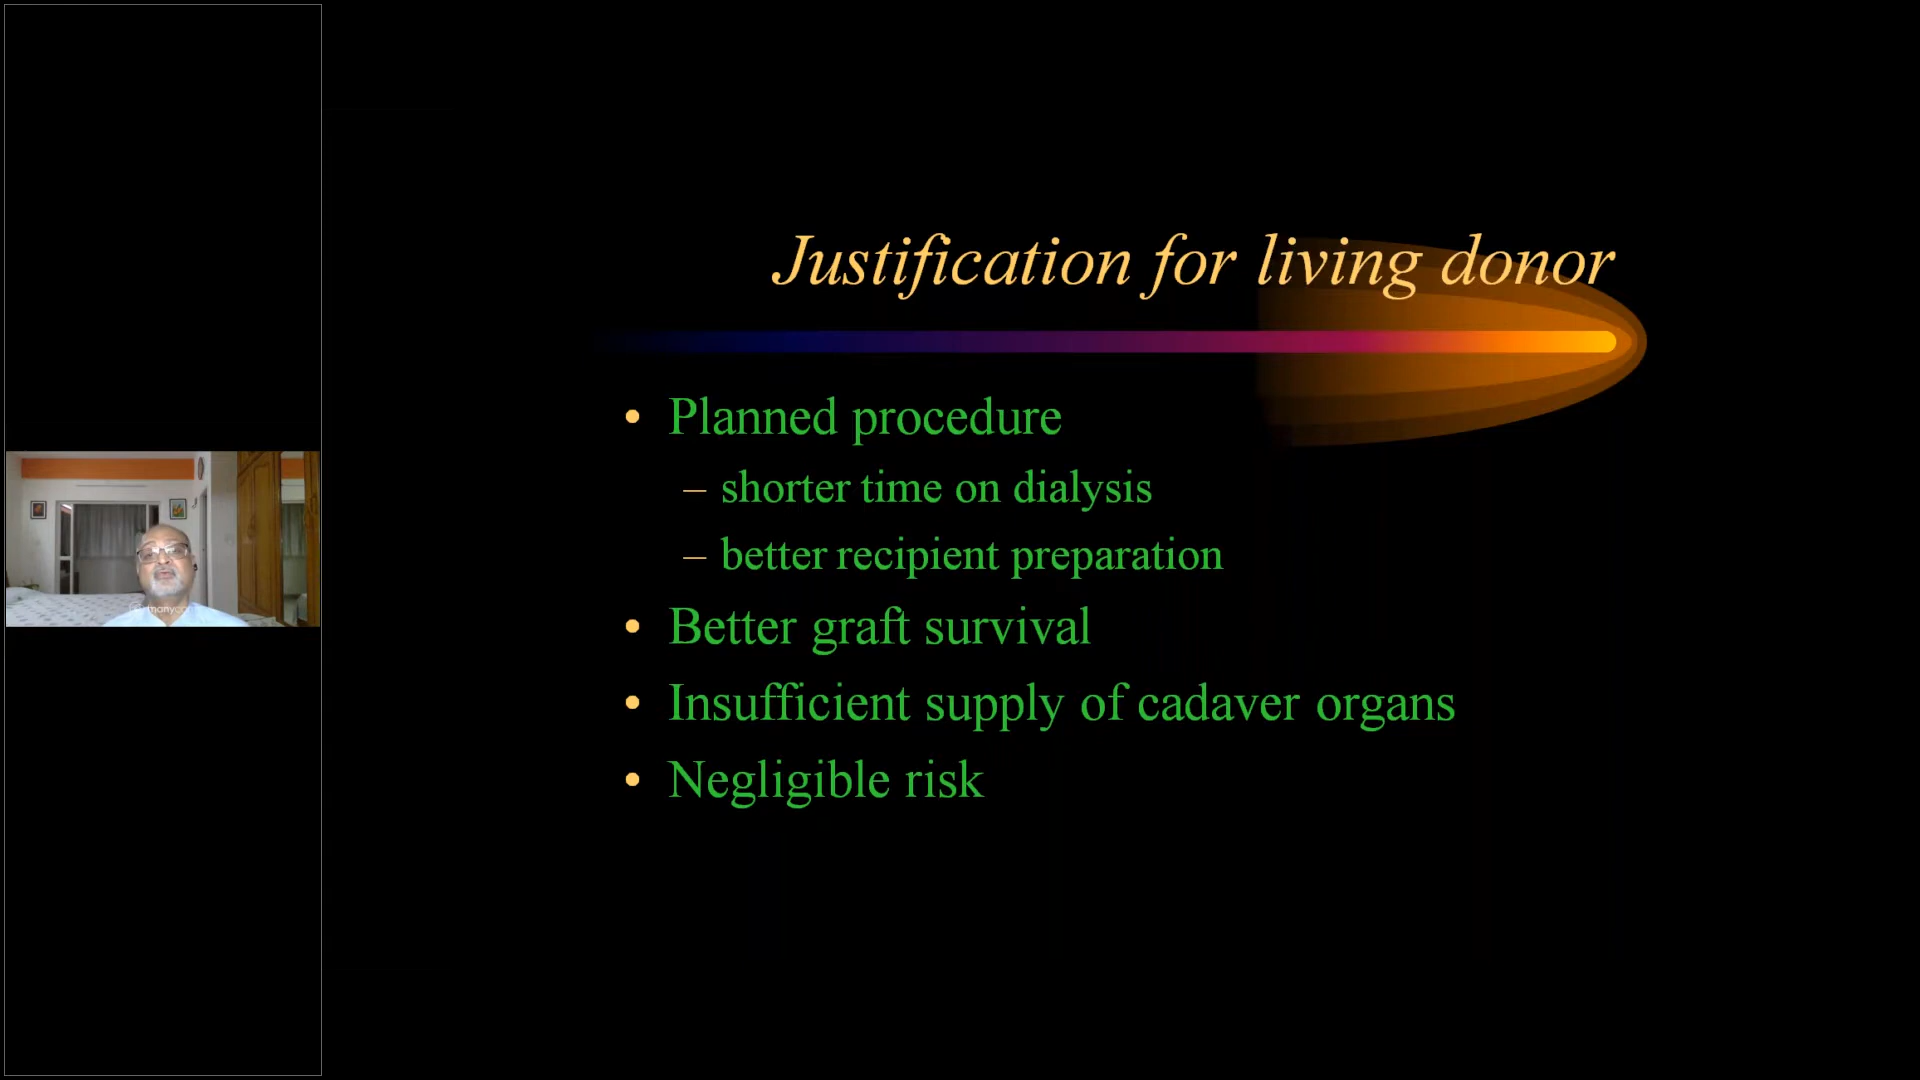 Justification for living donor
• Planned procedure
– shorter time on dialysis
– better recipient preparation
• Better graft survival
• Insufficient supply of cadaver organs
• Negligible risk